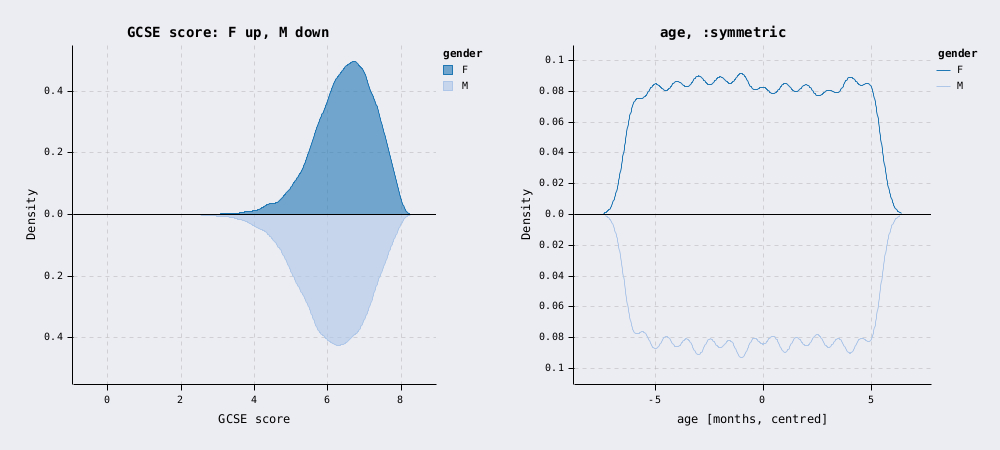 GCSE score: F up, M down
gender
F
M
0.4
0.2
0.0
0.2
0.4
Density
0
2
4
6
8
GCSE score
age, :symmetric
gender
F
M
0.1
0.08
0.06
0.04
0.02
0.0
0.02
0.04
0.06
0.08
0.1
Density
-5
0
5
age [months, centred]